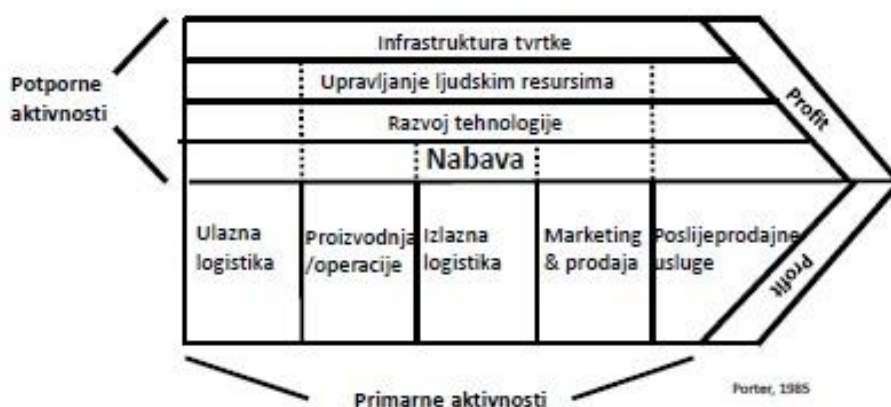 Infrastruktura tvrtke
Potporne
aktivnosti
Upravljanje ljudskim resursima
Razvoj tehnologije
Nabava
Profit
Ulazna
logistika
Proizvodnja
/operacije
Izlazna
logistika
Marketing
& prodaja
Poslijeprodajne
usluge
Profit
Primarne aktivnosti
Porter, 1985